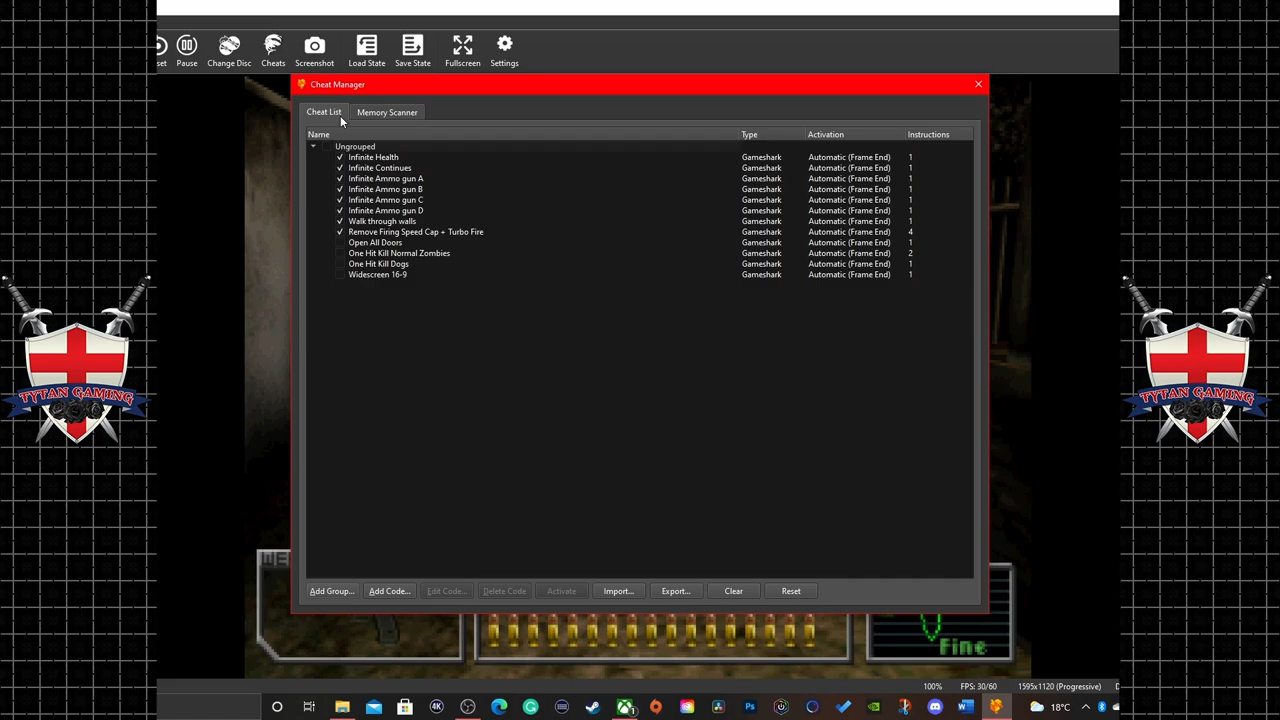 set Pause Change Disc Cheats Screenshot Load State Save State Fullscreen Settings
Cheat Manager
Cheat List Memory Scanner
Name Type Activation Instructions
Ungrouped
Infinite Health Gameshark Automatic (Frame End) 1
Infinite Continues Gameshark Automatic (Frame End) 1
Infinite Ammo gun A Gameshark Automatic (Frame End) 1
Infinite Ammo gun B Gameshark Automatic (Frame End) 1
Infinite Ammo gun C Gameshark Automatic (Frame End) 1
Infinite Ammo gun D Gameshark Automatic (Frame End) 1
Walk through walls Gameshark Automatic (Frame End) 1
Remove Firing Speed Cap + Turbo Fire Gameshark Automatic (Frame End) 4
Open All Doors Gameshark Automatic (Frame End) 1
One Hit Kill Normal Zombies Gameshark Automatic (Frame End) 2
One Hit Kill Dogs Gameshark Automatic (Frame End) 1
Widescreen 16-9 Gameshark Automatic (Frame End) 1
TYTAN GAMING
TYTAN GAMING
Add Group... Add Code... Edit Code... Delete Code Activate Import... Export... Clear Reset
Fine
100% FPS: 30/60 1595x1120 (Progressive)
4K 18°C